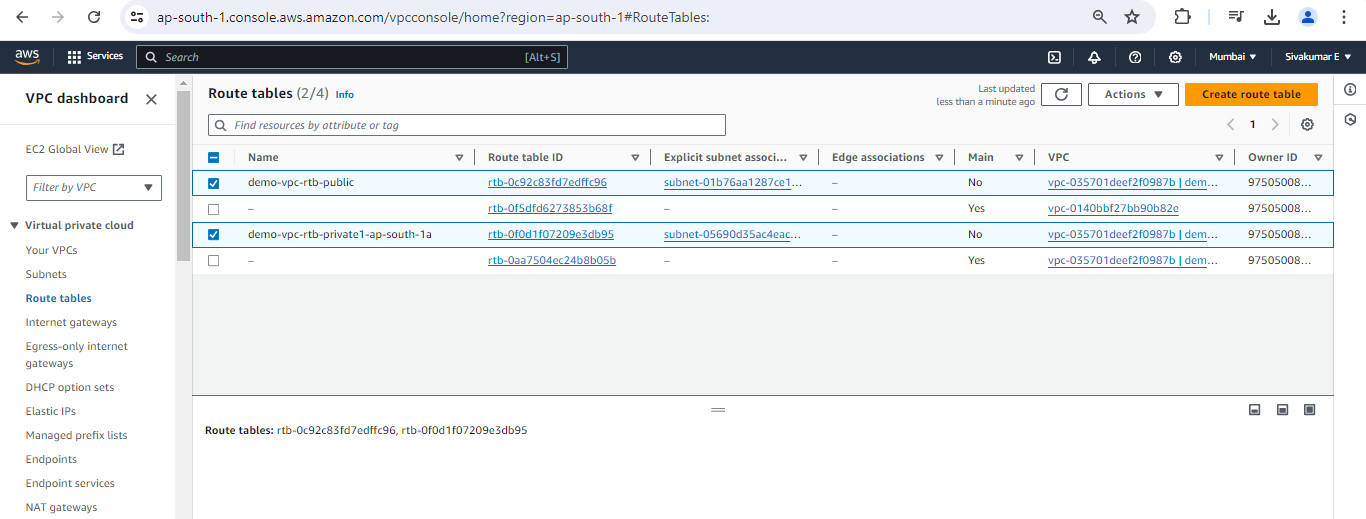 ap-south-1.console.aws.amazon.com/vpcconsole/home?region=ap-south-1#RouteTables:
aws Services Search [Alt+S] Mumbai Sivakumar E
VPC dashboard
EC2 Global View
Filter by VPC
Virtual private cloud
Your VPCs
Subnets
Route tables
Internet gateways
Egress-only internet
gateways
DHCP option sets
Elastic IPs
Managed prefix lists
Endpoints
Endpoint services
NAT gateways
Route tables (2/4) Info
Last updated
less than a minute ago
Actions
Create route table
Find resources by attribute or tag
1
Name Route table ID Explicit subnet associ... Edge associations Main VPC Owner ID
demo-vpc-rtb-public rtb-0c92c83fd7edffc96 subnet-01b76aa1287ce1... – No vpc-035701deef2f0987b | dem... 97505008...
– rtb-0f5dfd6273853b68f – – Yes vpc-0140bbf27bb90b82e 97505008...
demo-vpc-rtb-private1-ap-south-1a rtb-0f0d1f07209e3db95 subnet-05690d35ac4eac... – No vpc-035701deef2f0987b | dem... 97505008...
– rtb-0aa7504ec24b8b05b – – Yes vpc-035701deef2f0987b | dem... 97505008...
Route tables: rtb-0c92c83fd7edffc96, rtb-0f0d1f07209e3db95